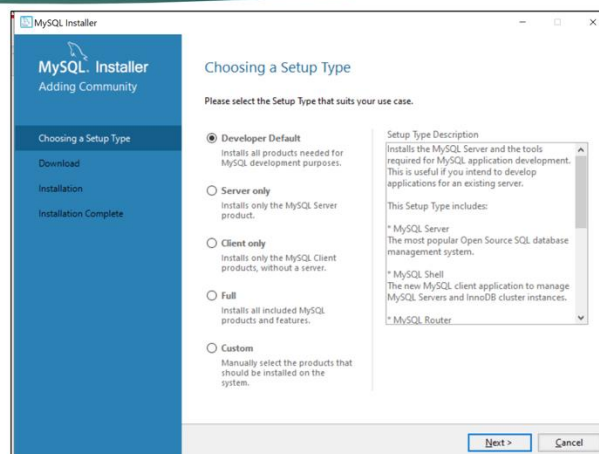 MySQL Installer
MySQL. Installer
Adding Community
Choosing a Setup Type
Download
Installation
Installation Complete
Choosing a Setup Type
Please select the Setup Type that suits your use case.
Developer Default
Installs all products needed for
MySQL development purposes.
Server only
Installs only the MySQL Server
product.
Client only
Installs only the MySQL Client
products, without a server.
Full
Installs all included MySQL
products and features.
Custom
Manually select the products that
should be installed on the
system.
Setup Type Description
Installs the MySQL Server and the tools
required for MySQL application development.
This is useful if you intend to develop
applications for an existing server.
This Setup Type includes:
* MySQL Server
The most popular Open Source SQL database
management system.
* MySQL Shell
The new MySQL client application to manage
MySQL Servers and InnoDB cluster instances.
* MySQL Router
Next >
Cancel